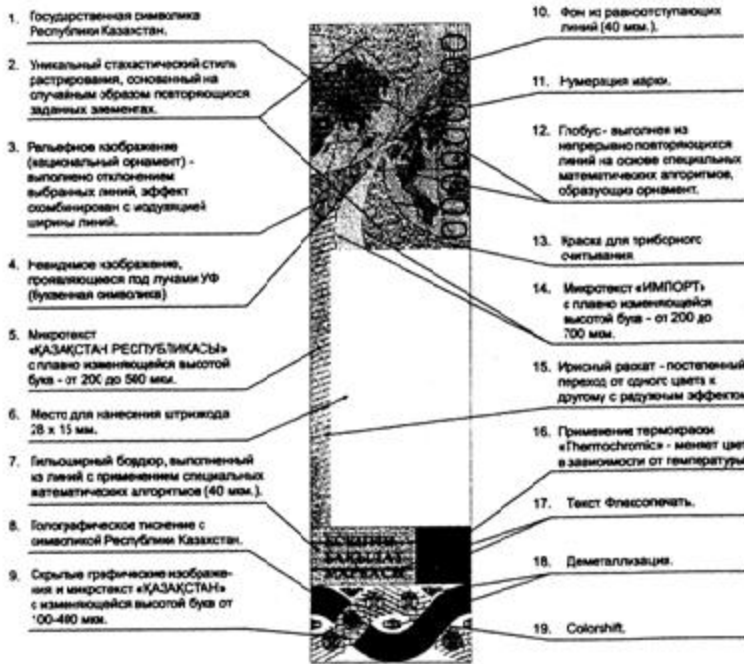 1. Государственная символика
Республики Казахстан.
2. Уникальный стохастический стиль
растрирования, основанный на
случайным образом повторяющихся
заданных элементах.
3. Рельефное изображение
(национальный орнамент) -
выполнено отклонением
выбранных линий, эффект
скомбинирован с модуляцией
ширины линий.
4. Невидимое изображение,
проявляющиеся под лучами УФ
(буквенная символика)
5. Микротекст
«ҚАЗАҚСТАН РЕСПУБЛИКАСЫ»
с плавно изменяющейся высотой
букв - от 200 до 500 мкм.
6. Место для нанесения штрихкода
28 х 15 мм.
7. Гильоширный бордюр, выполненный
из линий с применением специальных
математических алгоритмов (40 мкм.).
8. Голографическое тиснение с
символикой Республики Казахстан.
9. Скрытые графические изображе-
ния и микротекст «ҚАЗАҚСТАН»
с изменяющейся высотой букв от
100-400 мкм.
10. Фон из равноотступающих
линий (40 мкм.).
11. Нумерация марки.
12. Глобус - выполнен из
непрерывно повторяющихся
линий на основе специальных
математических алгоритмов,
образующих орнамент.
13. Краска для приборного
считывания
14. Микротекст «ИМПОРТ»
с плавно изменяющейся
высотой букв - от 200 до
700 мкм.
15. Ирисный раскат - постепенный
переход от одного цвета к
другому с радужным эффектом
16. Применение термокраски
«Thermochromic» - меняет цвет
в зависимости от температуры
17. Текст Флексопечать.
18. Деметаллизация.
19. Colorshift.